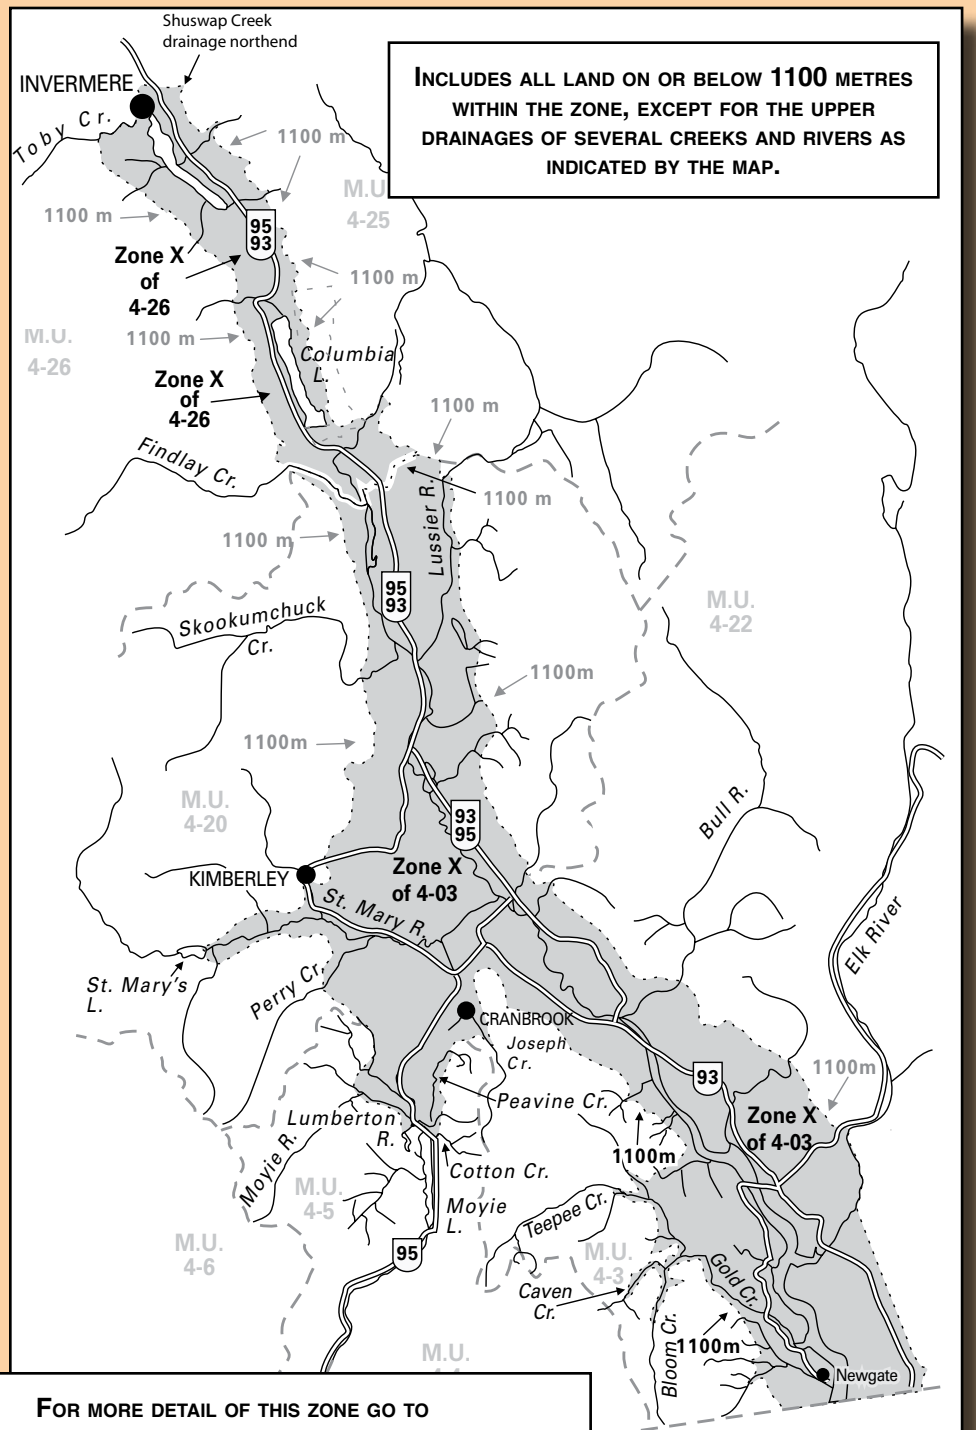 Shuswap Creek
drainage northend
INVERMERE
Toby Cr.
INCLUDES ALL LAND ON OR BELOW 1100 METRES
WITHIN THE ZONE, EXCEPT FOR THE UPPER
DRAINAGES OF SEVERAL CREEKS AND RIVERS AS
INDICATED BY THE MAP.
1100 m
M.U.
4-25
1100 m
95
93
Zone X
of
4-26
1100 m
M.U.
4-26
1100 m
Columbia
L.
Zone X
of
4-26
1100 m
Findlay Cr.
1100 m
Lussier R.
1100 m
95
93
M.U.
4-22
Skookumchuck
Cr.
1100m
1100m
M.U.
4-20
93
95
Bull R.
KIMBERLEY
Zone X
of 4-03
St. Mary R.
Elk River
St. Mary's
L.
Perry Cr.
CRANBROOK
Joseph
Cr.
93
1100m
Peavine Cr.
Zone X
of 4-03
Lumberton
R.
1100m
Moyie R.
Cotton Cr.
M.U.
4-5
Moyie
L.
Teepee Cr.
M.U.
4-6
95
M.U.
4-3
Gold Cr.
Caven
Cr.
Bloom Cr.
1100m
M.U.
Newgate
FOR MORE DETAIL OF THIS ZONE GO TO